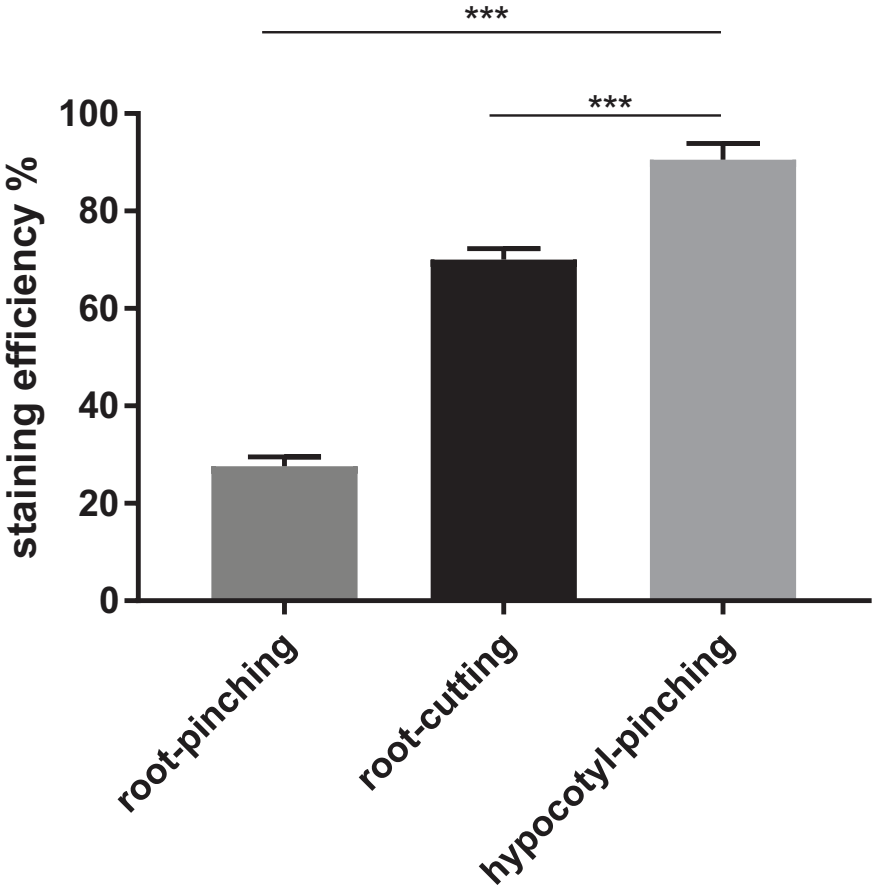 ***
***
100
80
60
40
20
0
staining efficiency %
root-pinching
root-cutting
hypocotyl-pinching